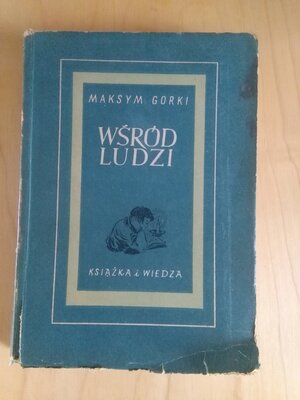 MAKSYM GORKI
WŚRÓD
LUDZI
KSIĄŻKA i WIEDZA